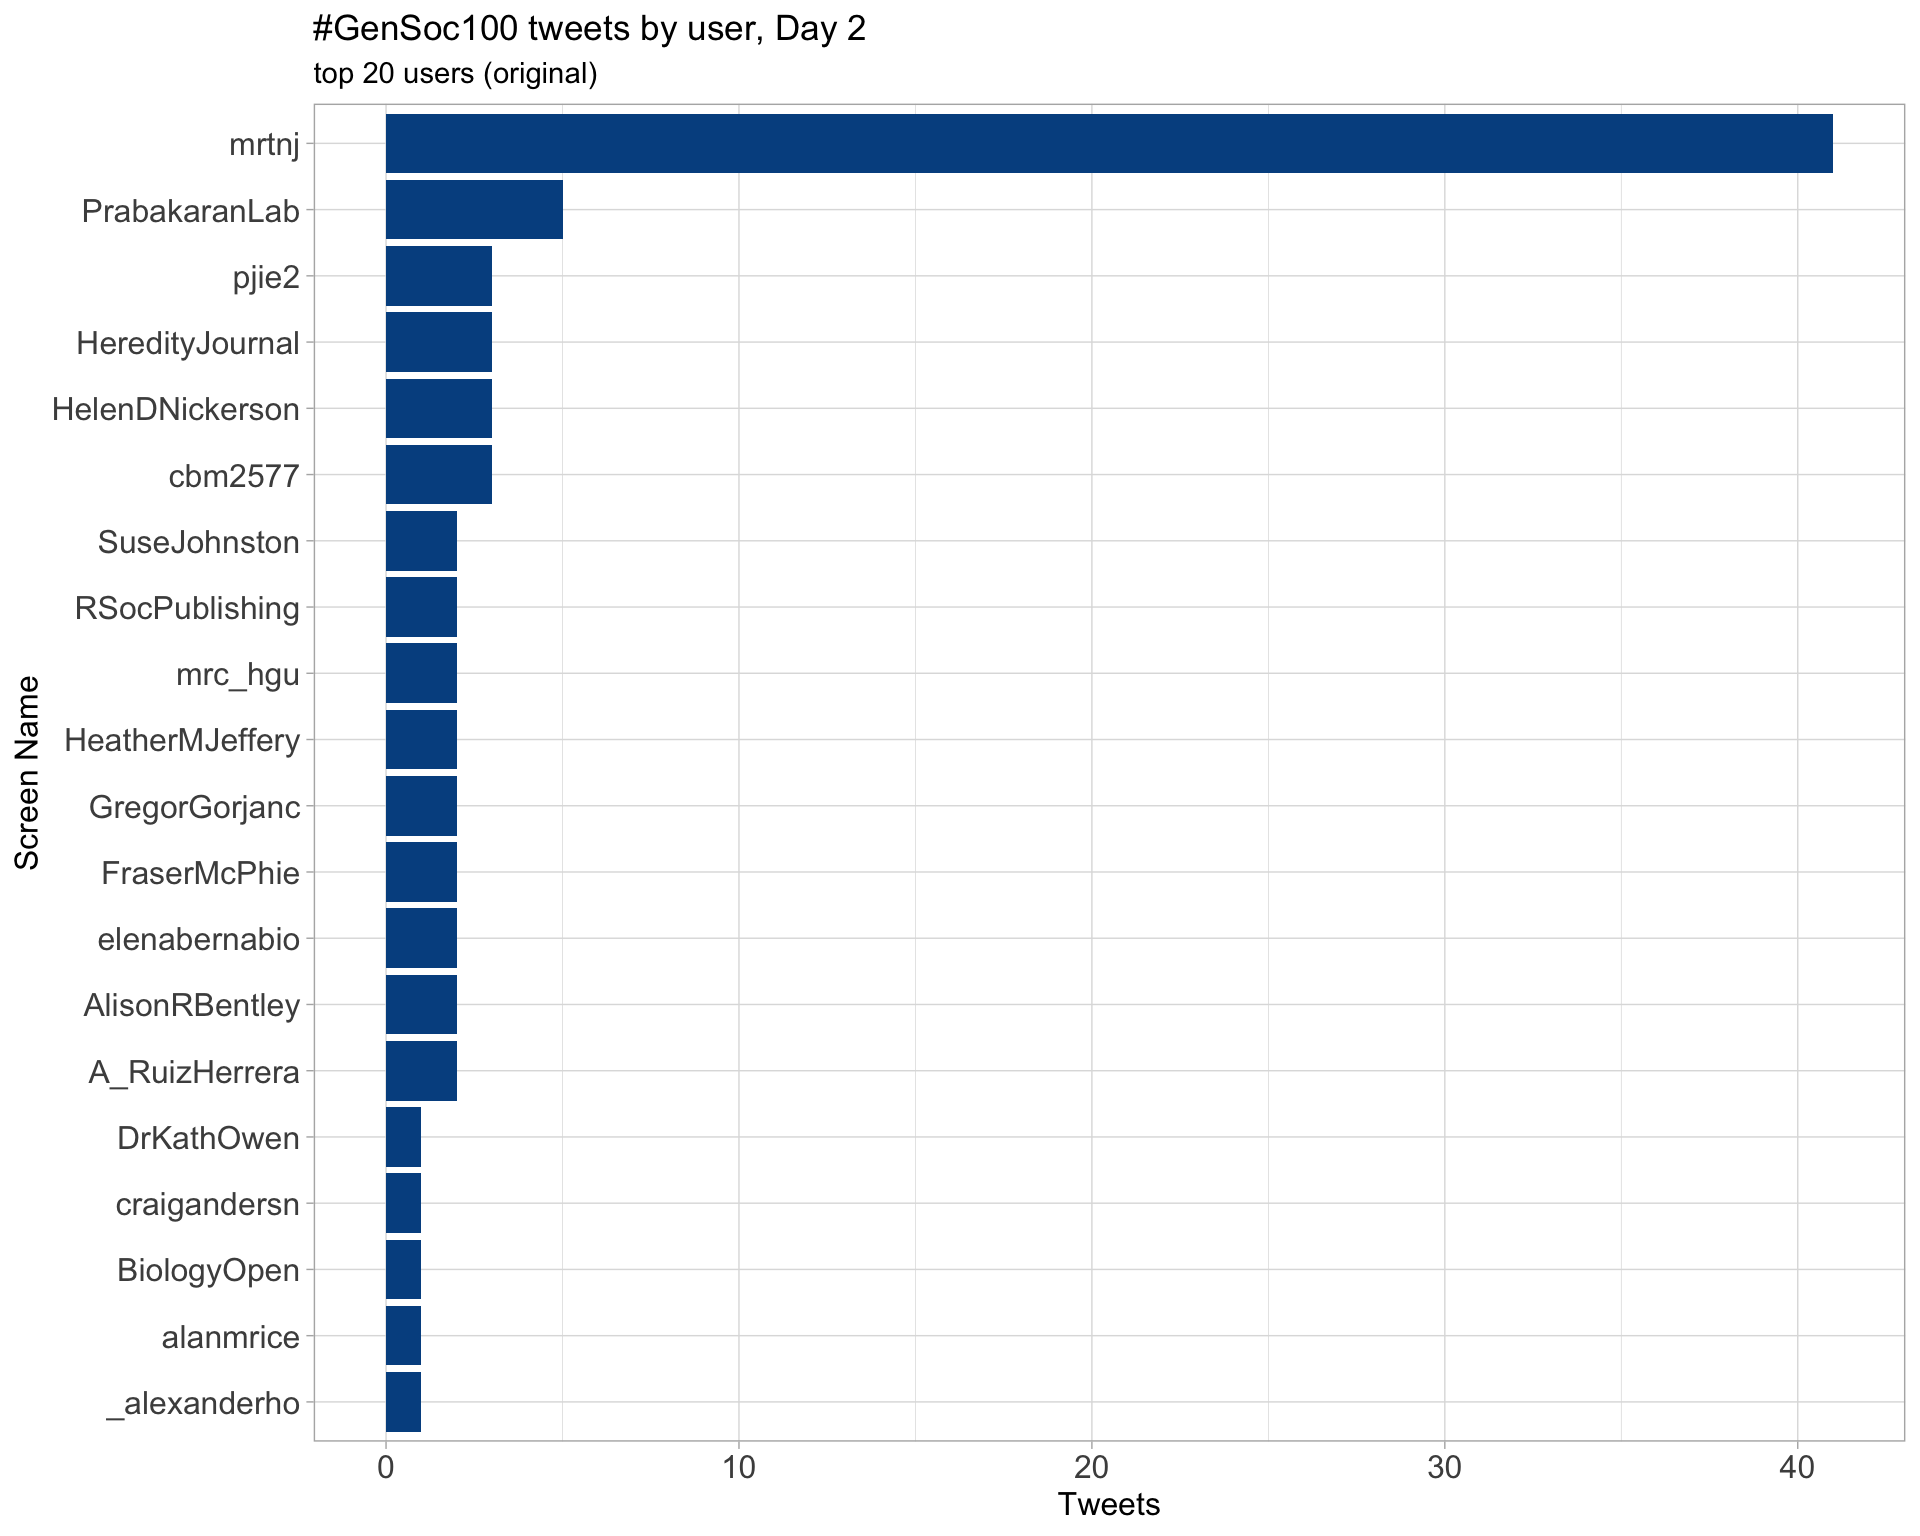 #GenSoc100 tweets by user, Day 2
top 20 users (original)
mrtnj
PrabakaranLab
pjie2
HeredityJournal
HelenDNickerson
cbm2577
SuseJohnston
RSocPublishing
mrc_hgu
HeatherMJeffery
GregorGorjanc
FraserMcPhie
elenabernabio
AlisonRBentley
A_RuizHerrera
DrKathOwen
craigandersn
BiologyOpen
alanmrice
_alexanderho
Screen Name
0 10 20 30 40
Tweets